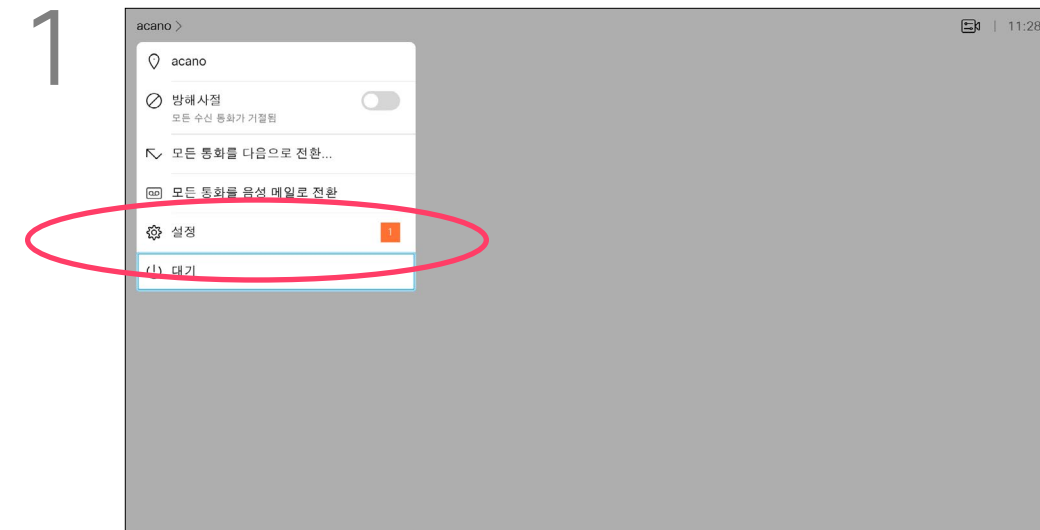 1
acano >
11:28
acano
방해사절
모든 수신 통화가 거절됨
모든 통화를 다음으로 전환...
모든 통화를 음성 메일로 전환
설정 1
대기